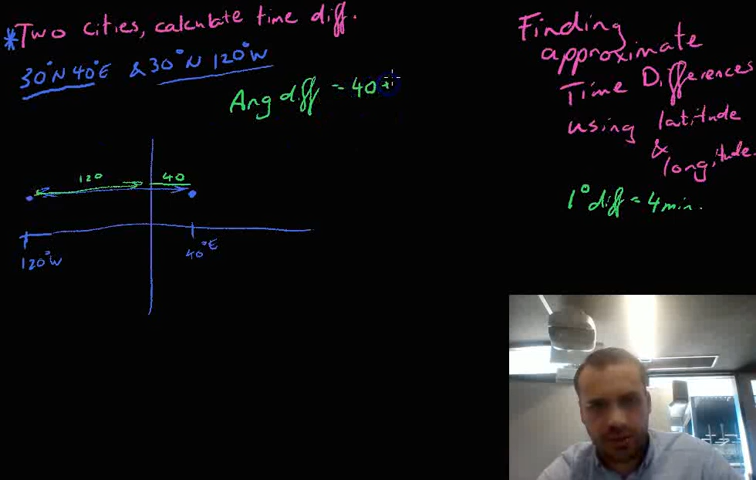 *Two cities, calculate time diff.
30°N 40°E & 30°N 120°W
Ang diff = 40+
120
40
120°W
40°E
Finding
approximate
Time Differences
using latitude
&
longitude.
1° diff = 4 min.